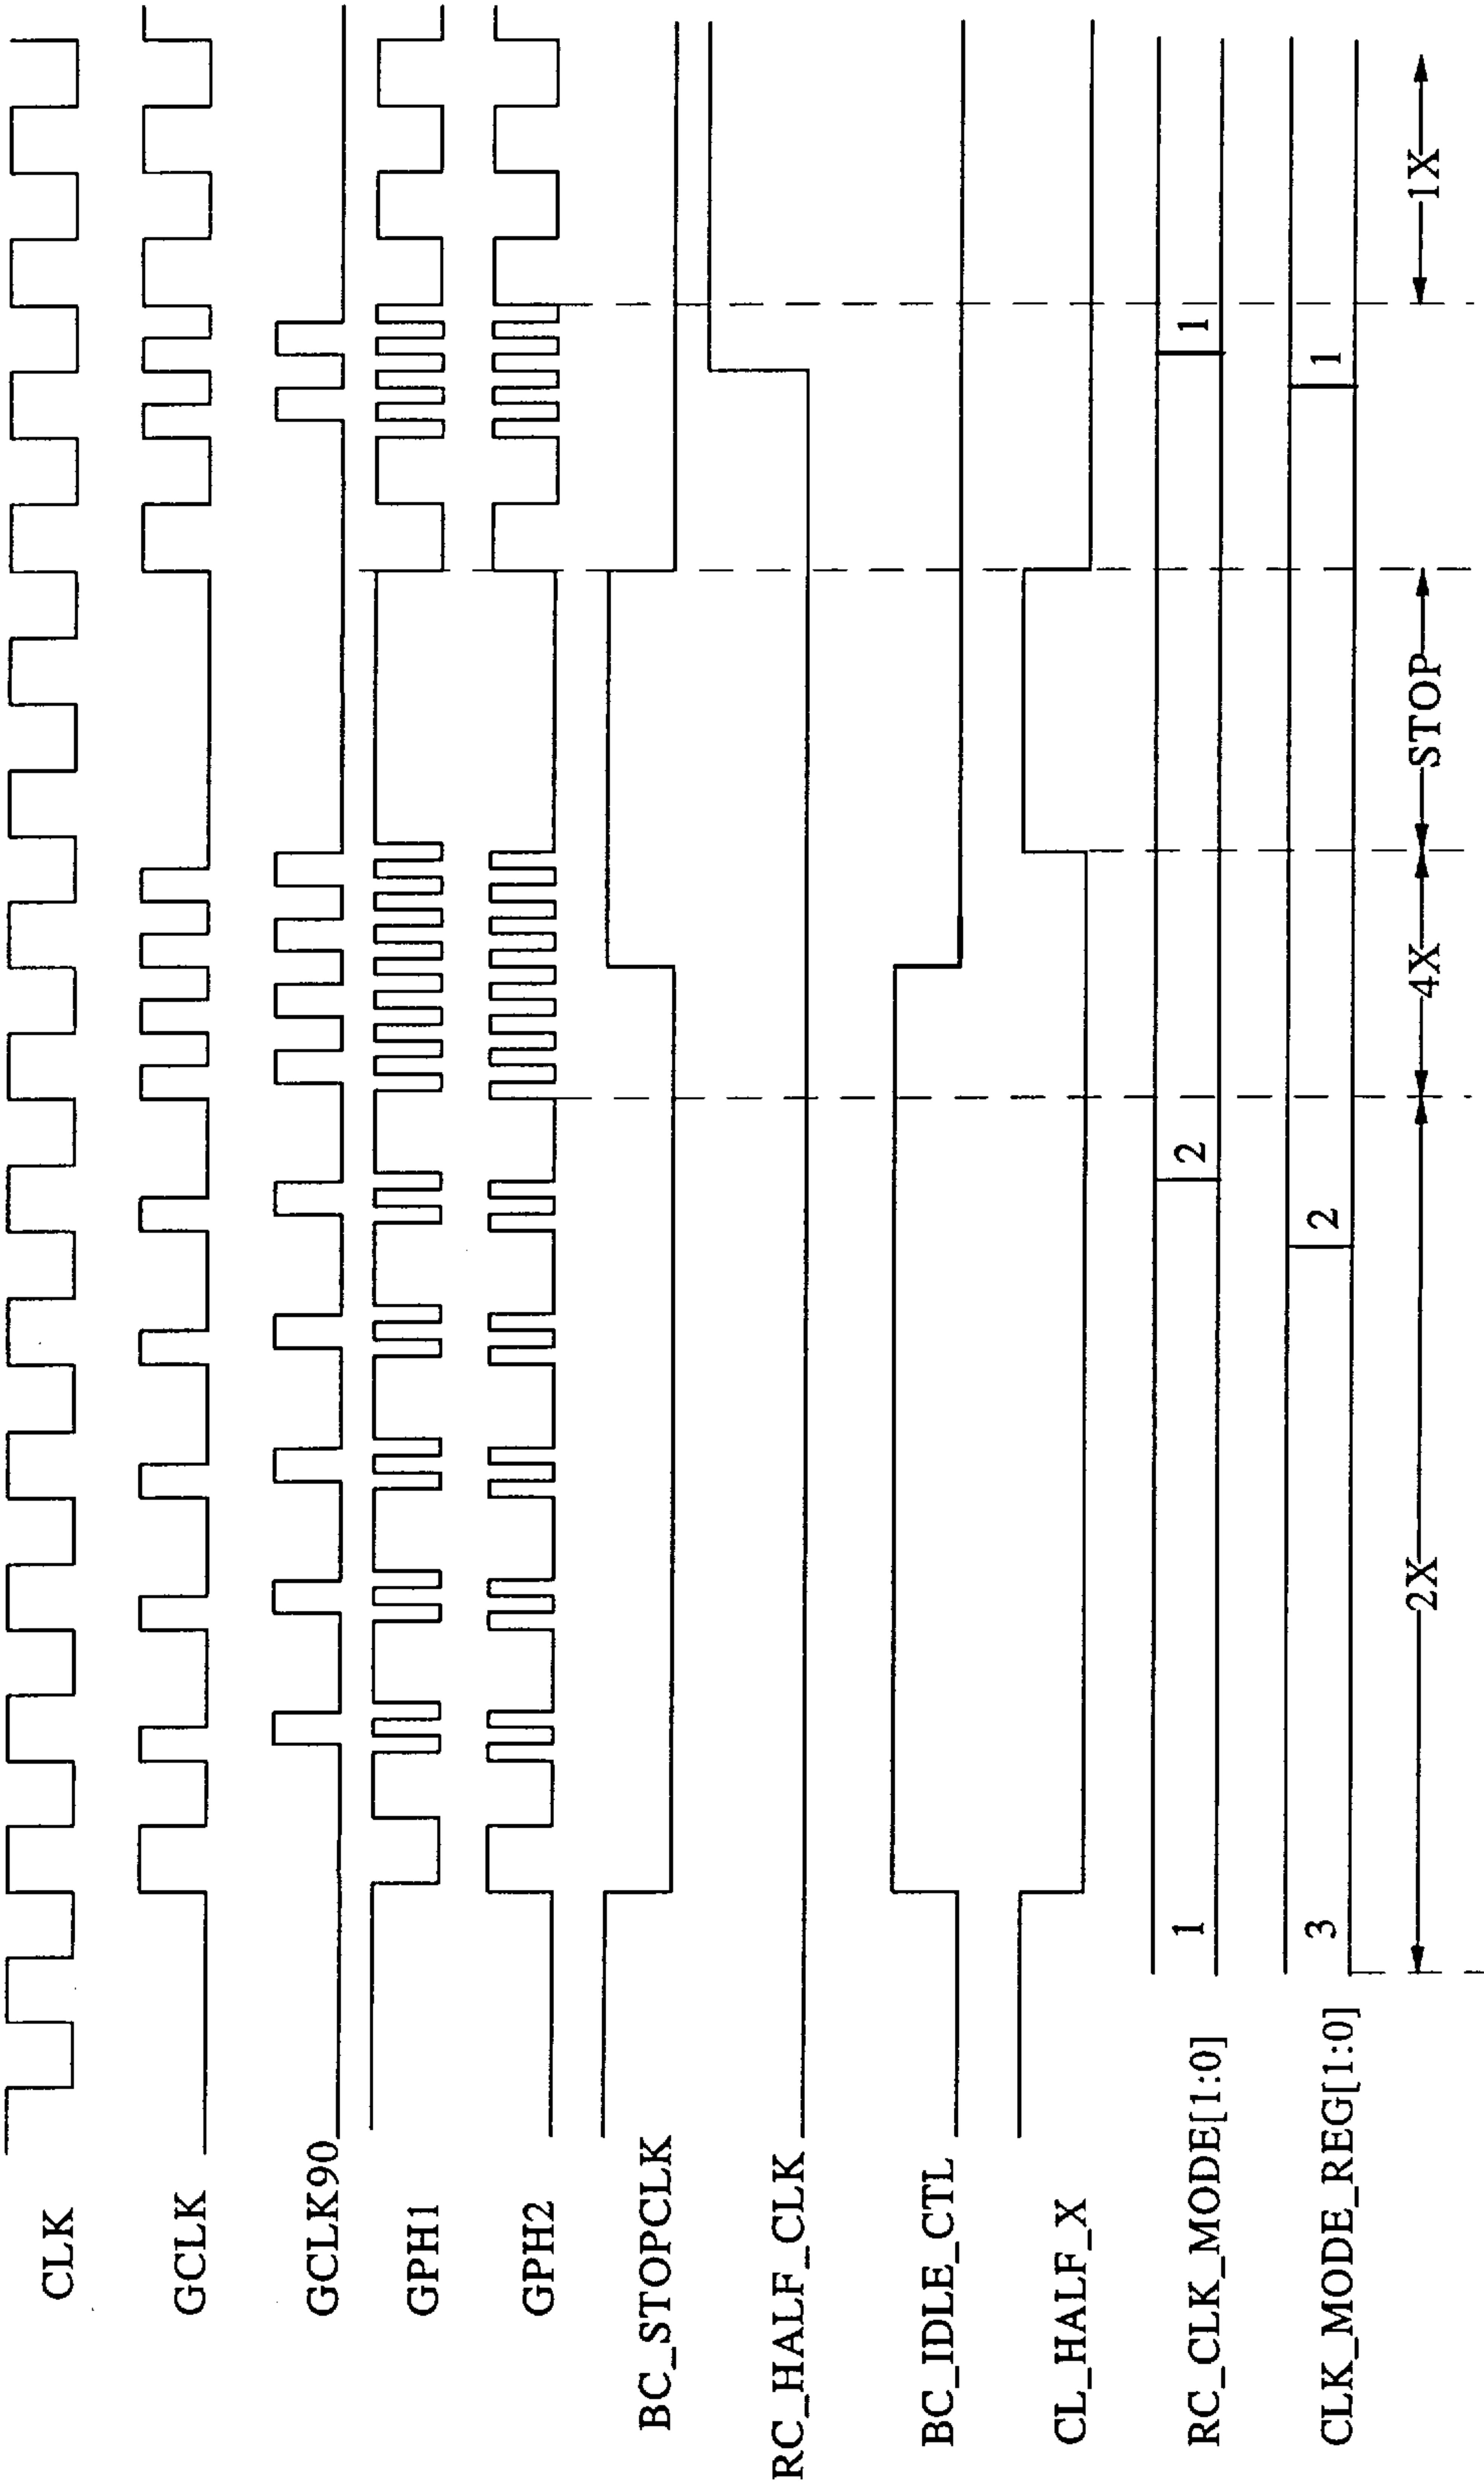 CLK
GCLK
GCLK90
GPH1
GPH2
BC_STOPCLK
RC_HALF_CLK
BC_IDLE_CTL
CL_HALF_X
RC_CLK_MODE[1:0] 1 2 1
CLK_MODE_REG[1:0] 3 2 1
2X 4X STOP 1X